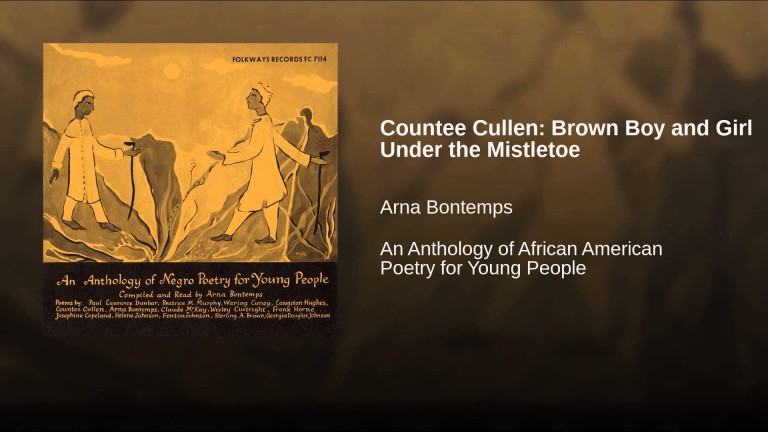 FOLKWAYS RECORDS FC 7114
An Anthology of Negro Poetry for Young People
Compiled and Read by Arna Bontemps
Poems by: Paul Lawrence Dunbar, Beatrice M. Murphy, Waring Cuney, Langston Hughes,
Countee Cullen, Arna Bontemps, Claude McKay, Wesley Curtright, Frank Horne...
Josephine Copeland, Helene Johnson, Fenton Johnson, Sterling A. Brown, Georgia Douglas Johnson
Countee Cullen: Brown Boy and Girl
Under the Mistletoe
Arna Bontemps
An Anthology of African American
Poetry for Young People